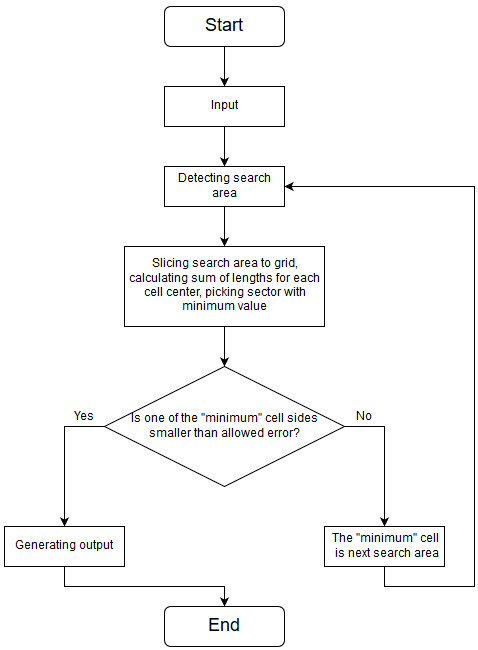 Start
Input
Detecting search
area
Slicing search area to grid,
calculating sum of lengths for each
cell center, picking sector with
minimum value
Yes
Is one of the "minimum" cell sides
smaller than allowed error?
No
Generating output
The "minimum" cell
is next search area
End